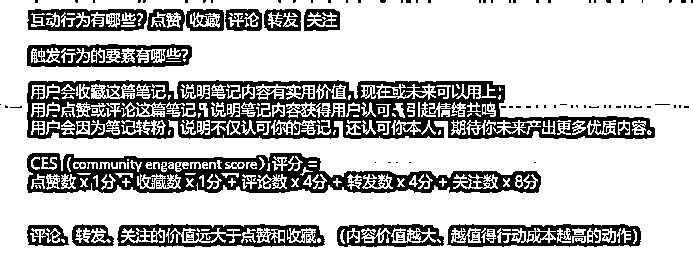 互动行为有哪些？点赞 收藏 评论 转发 关注
触发行为的要素有哪些？
用户会收藏这篇笔记，说明笔记内容有实用价值，现在或未来可以用上；
用户点赞或评论这篇笔记，说明笔记内容获得用户认可、引起情绪共鸣
用户会因为笔记转粉，说明不仅认可你的笔记，还认可你本人，期待你未来产出更多优质内容。
CES（community engagement score）评分 =
点赞数 x 1分 + 收藏数 x 1分 + 评论数 x 4分 + 转发数 x 4分 + 关注数 x 8分
评论、转发、关注的价值远大于点赞和收藏。（内容价值越大、越值得行动成本越高的动作）